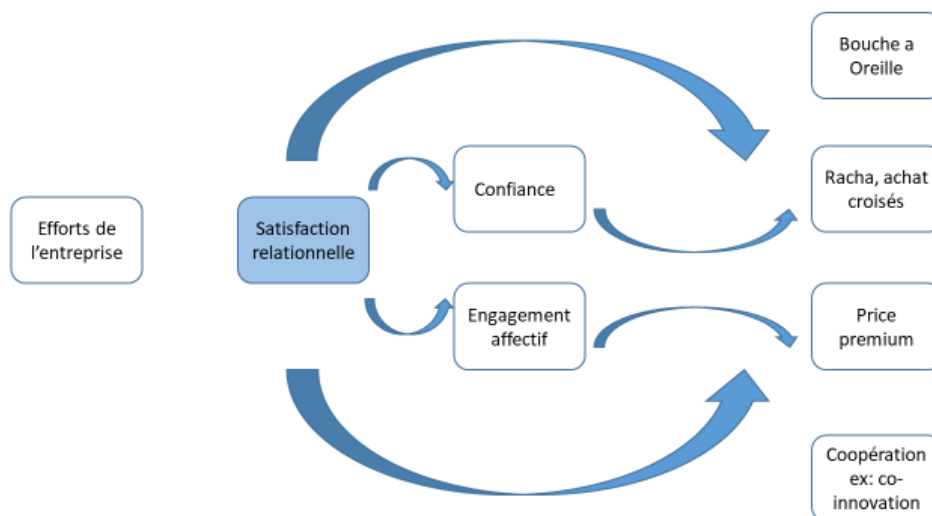 Bouche a
Oreille
Confiance
Racha, achat
croisés
Efforts de
l'entreprise
Satisfaction
relationnelle
Engagement
affectif
Price
premium
Coopération
ex: co-
innovation